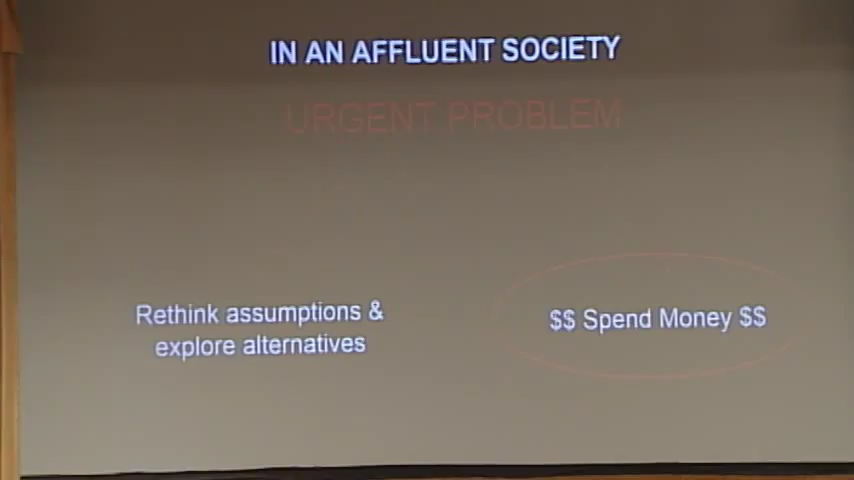 IN AN AFFLUENT SOCIETY
URGENT PROBLEM
Rethink assumptions &
explore alternatives
$$ Spend Money $$